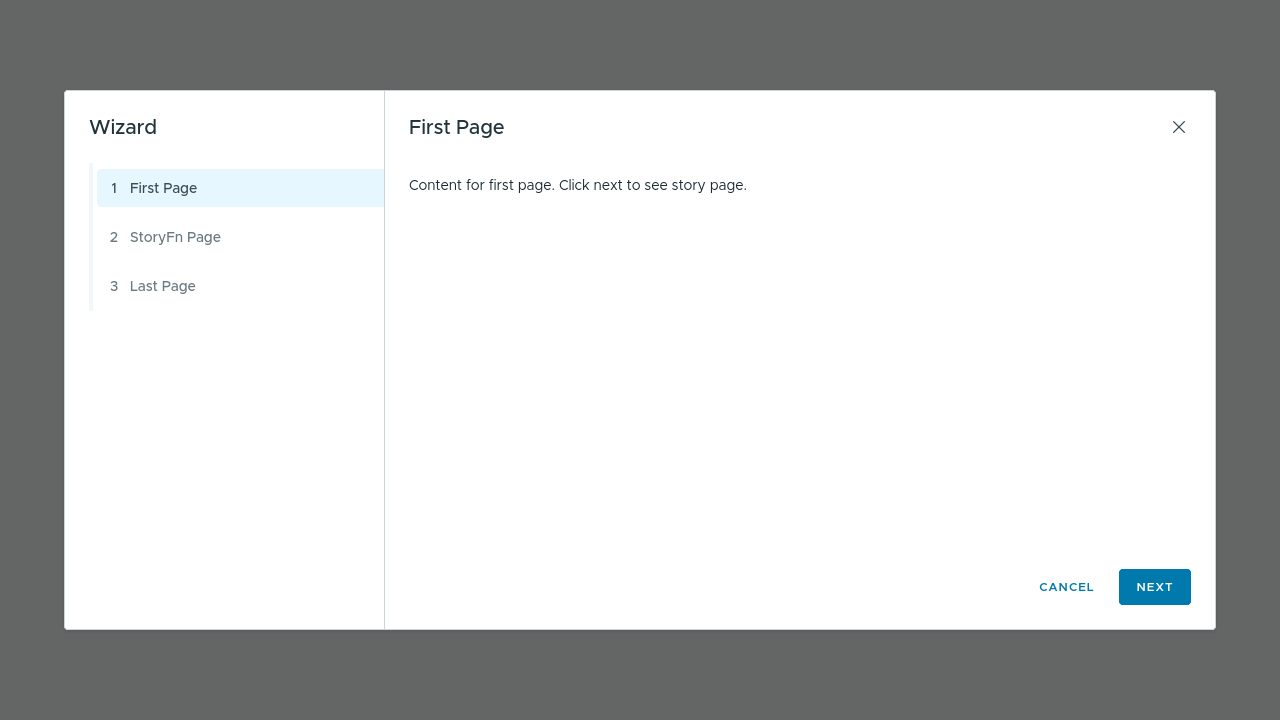 Wizard
1 First Page
2 StoryFn Page
3 Last Page
First Page
Content for first page. Click next to see story page.
CANCEL
NEXT